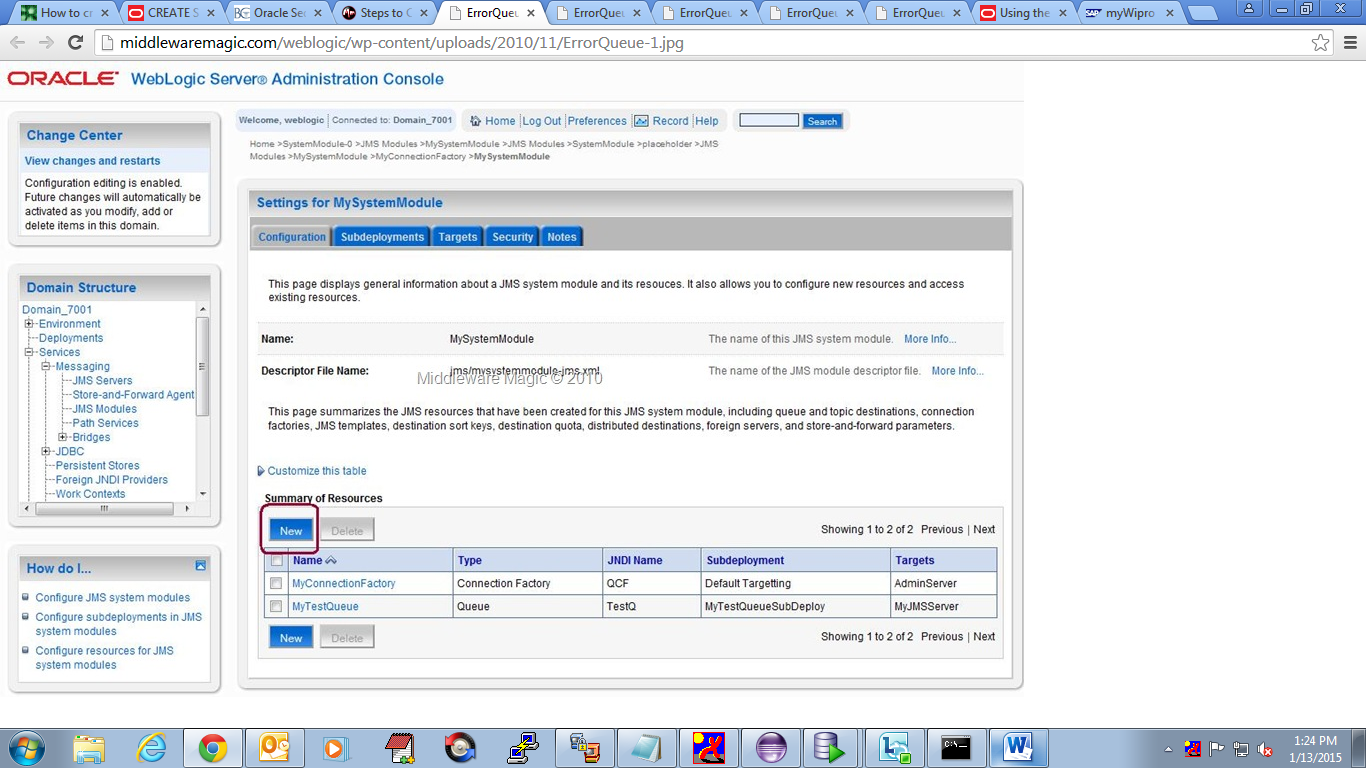 How to cr
CREATE S
Oracle Ser
Steps to C
ErrorQueu
ErrorQueu
ErrorQueu
ErrorQueu
ErrorQueu
Using the
myWipro
middlewaremagic.com/weblogic/wp-content/uploads/2010/11/ErrorQueue-1.jpg
ORACLE WebLogic Server® Administration Console
Change Center
View changes and restarts
Configuration editing is enabled.
Future changes will automatically be
activated as you modify, add or
delete items in this domain.
Domain Structure
Domain_7001
Environment
Deployments
Services
Messaging
JMS Servers
Store-and-Forward Agent
JMS Modules
Path Services
Bridges
JDBC
Persistent Stores
Foreign JNDI Providers
Work Contexts
How do I...
Configure JMS system modules
Configure subdeployments in JMS
system modules
Configure resources for JMS
system modules
Welcome, weblogic Connected to: Domain_7001
Home Log Out Preferences Record Help
Search
Home >SystemModule-0 >JMS Modules >MySystemModule >JMS Modules >SystemModule >placeholder >JMS
Modules >MySystemModule >MyConnectionFactory >MySystemModule
Settings for MySystemModule
Configuration Subdeployments Targets Security Notes
This page displays general information about a JMS system module and its resouces. It also allows you to configure new resources and access
existing resources.
Name: MySystemModule The name of this JMS system module. More Info...
Descriptor File Name: jms/mysystemmodule-jms.xml The name of the JMS module descriptor file. More Info...
Middleware Magic © 2010
This page summarizes the JMS resources that have been created for this JMS system module, including queue and topic destinations, connection
factories, JMS templates, destination sort keys, destination quota, distributed destinations, foreign servers, and store-and-forward parameters.
Customize this table
Summary of Resources
New Delete Showing 1 to 2 of 2 Previous | Next
Name Type JNDI Name Subdeployment Targets
MyConnectionFactory Connection Factory QCF Default Targetting AdminServer
MyTestQueue Queue TestQ MyTestQueueSubDeploy MyJMSServer
New Delete Showing 1 to 2 of 2 Previous | Next
1:24 PM
1/13/2015